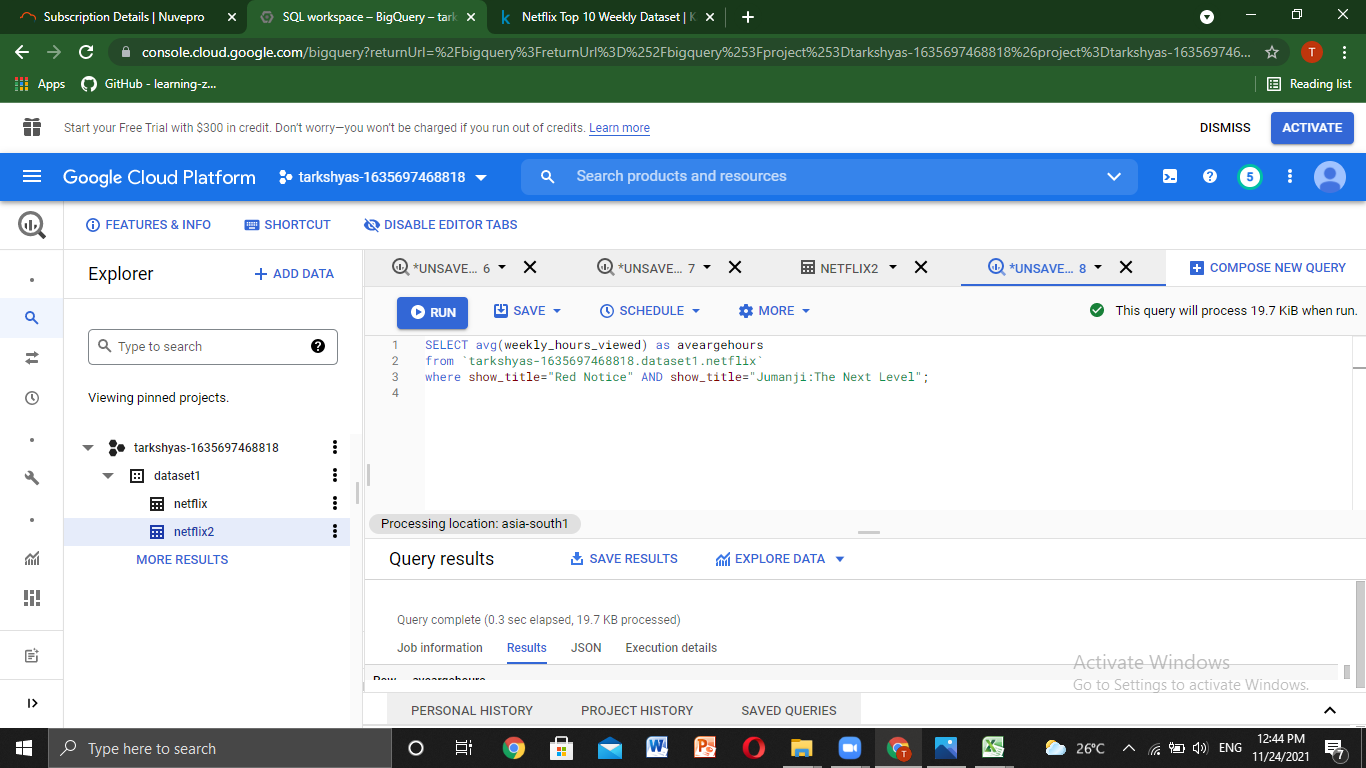 Subscription Details | Nuvepro
SQL workspace – BigQuery – tark
Netflix Top 10 Weekly Dataset | K
console.cloud.google.com/bigquery?returnUrl=%2Fbigquery%3FreturnUrl%3D%252Fbigquery%253Fproject%253Dtarkshyas-1635697468818%26project%3Dtarkshyas-163569746...
T
Apps
GitHub - learning-z...
Reading list
Start your Free Trial with $300 in credit. Don't worry—you won't be charged if you run out of credits. Learn more
DISMISS
ACTIVATE
Google Cloud Platform
tarkshyas-1635697468818
Search products and resources
5
FEATURES & INFO
SHORTCUT
DISABLE EDITOR TABS
Explorer
+ ADD DATA
*UNSAVE... 6
*UNSAVE... 7
NETFLIX2
*UNSAVE... 8
COMPOSE NEW QUERY
RUN
SAVE
SCHEDULE
MORE
This query will process 19.7 KiB when run.
Type to search
Viewing pinned projects.
tarkshyas-1635697468818
dataset1
netflix
netflix2
MORE RESULTS
1 SELECT avg(weekly_hours_viewed) as aveargehours
2 from `tarkshyas-1635697468818.dataset1.netflix`
3 where show_title="Red Notice" AND show_title="Jumanji:The Next Level";
4
Processing location: asia-south1
Query results
SAVE RESULTS
EXPLORE DATA
Query complete (0.3 sec elapsed, 19.7 KB processed)
Job information
Results
JSON
Execution details
Row aveargehours
Activate Windows
Go to Settings to activate Windows.
PERSONAL HISTORY
PROJECT HISTORY
SAVED QUERIES
Type here to search
26°C
ENG
12:44 PM
11/24/2021
7